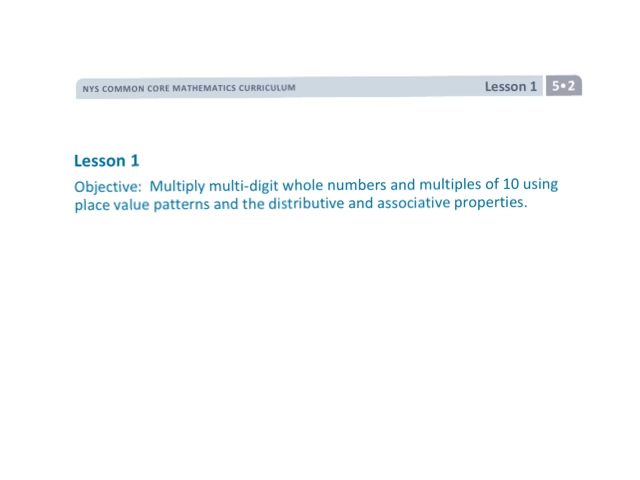 NYS COMMON CORE MATHEMATICS CURRICULUM Lesson 1 5•2
Lesson 1
Objective: Multiply multi-digit whole numbers and multiples of 10 using
place value patterns and the distributive and associative properties.